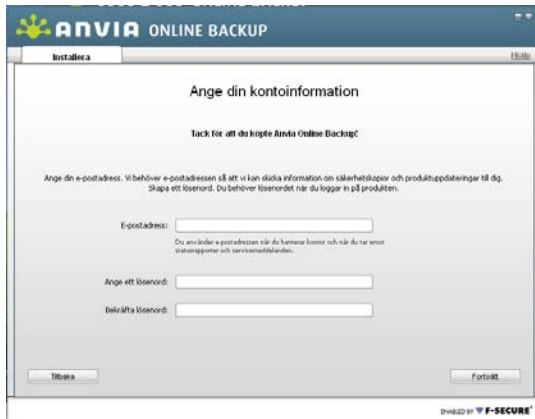 ANVIA ONLINE BACKUP
Installera
Hjälp
Ange din kontoinformation
Tack för att du köpte Anvia Online Backup!
Ange din e-postadress. Vi behöver e-postadressen så att vi kan skicka information om säkerhetskopior och produktuppdateringar till dig.
Skapa ett lösenord. Du behöver lösenordet när du loggar in på produkten.
E-postadress:
Du använder e-postadressen när du hanterar kontot och när du tar emot
statusrapporter och servicemeddelanden.
Ange ett lösenord:
Bekräfta lösenord:
Tillbaka
Fortsätt
ENABLED BY F-SECURE